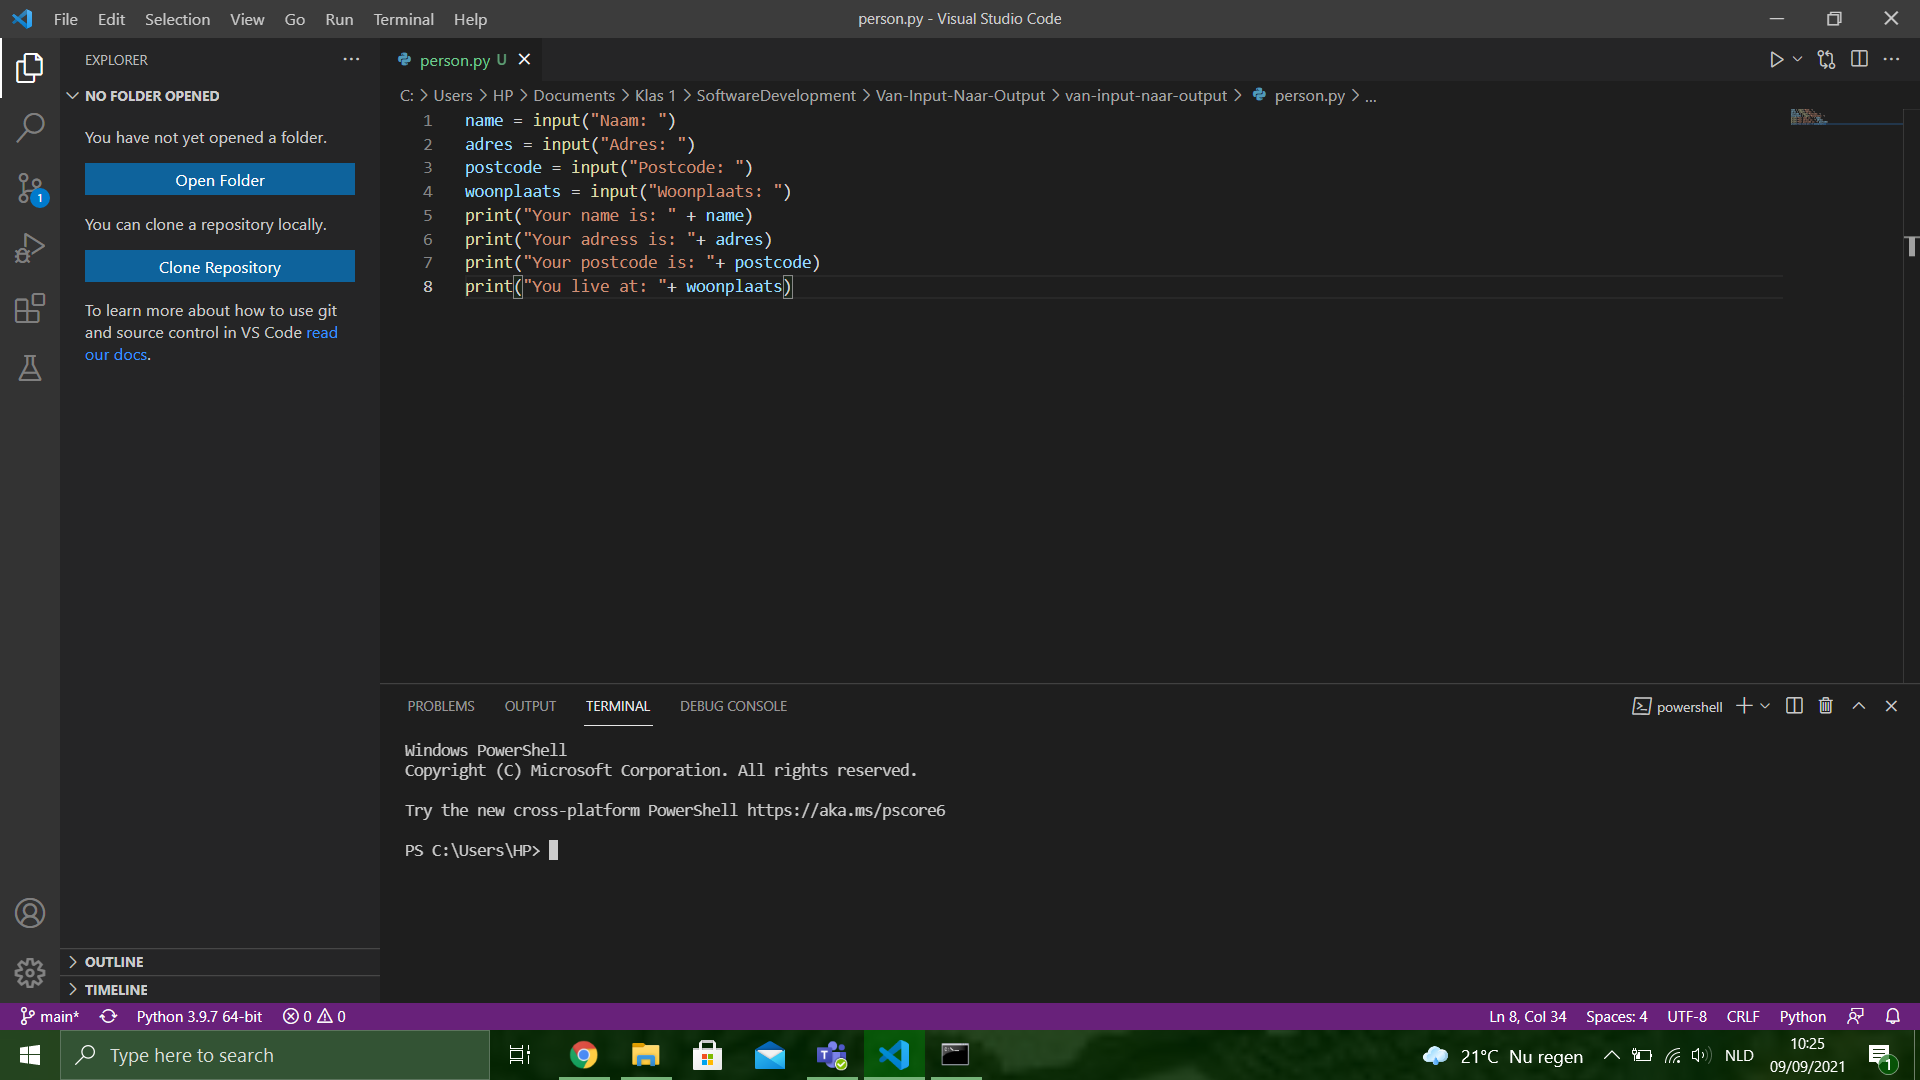 File Edit Selection View Go Run Terminal Help
person.py - Visual Studio Code
EXPLORER
NO FOLDER OPENED
You have not yet opened a folder.
Open Folder
You can clone a repository locally.
Clone Repository
To learn more about how to use git
and source control in VS Code read
our docs.
1
OUTLINE
TIMELINE
person.py U
C: > Users > HP > Documents > Klas 1 > SoftwareDevelopment > Van-Input-Naar-Output > van-input-naar-output > person.py > ...
1 name = input("Naam: ")
2 adres = input("Adres: ")
3 postcode = input("Postcode: ")
4 woonplaats = input("Woonplaats: ")
5 print("Your name is: " + name)
6 print("Your adress is: "+ adres)
7 print("Your postcode is: "+ postcode)
8 print("You live at: "+ woonplaats)
PROBLEMS OUTPUT TERMINAL DEBUG CONSOLE
powershell
Windows PowerShell
Copyright (C) Microsoft Corporation. All rights reserved.
Try the new cross-platform PowerShell https://aka.ms/pscore6
PS C:\Users\HP>
main* Python 3.9.7 64-bit 0 0
Ln 8, Col 34 Spaces: 4 UTF-8 CRLF Python
Type here to search
21°C Nu regen
NLD
10:25
09/09/2021
1